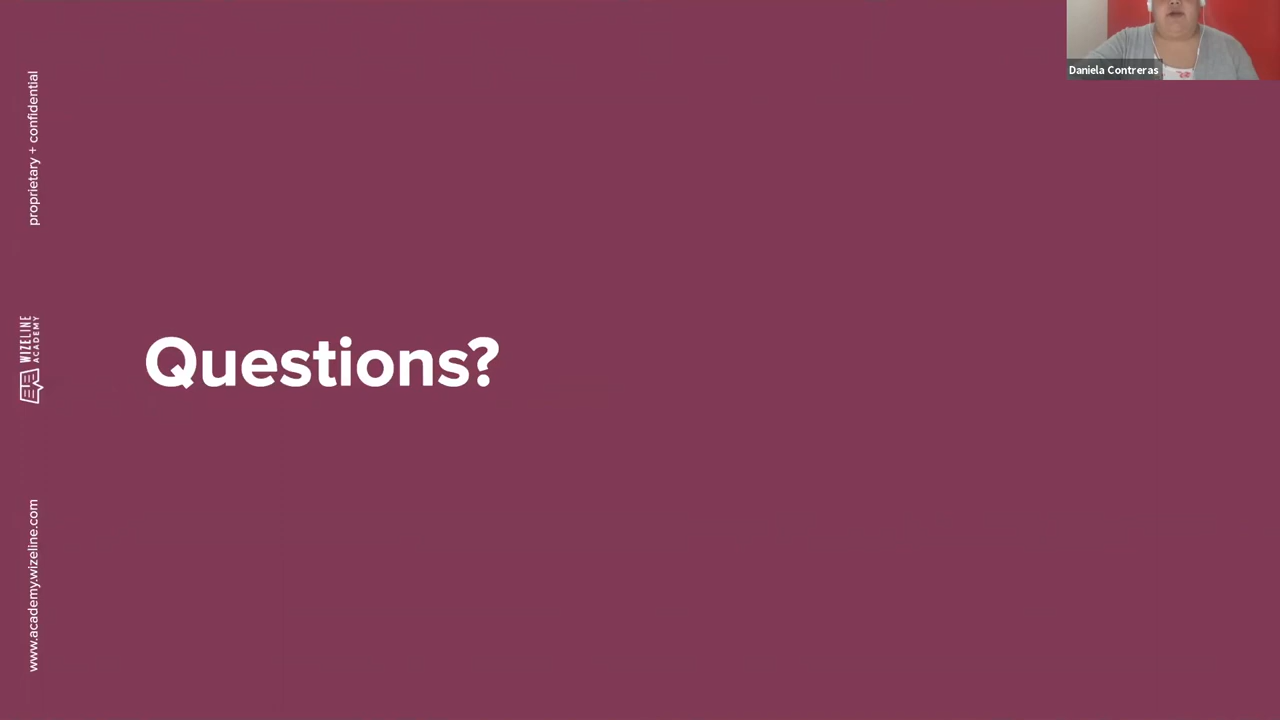 proprietary + confidential
Daniela Contreras
WIZELINE
ACADEMY
Questions?
www.academy.wizeline.com